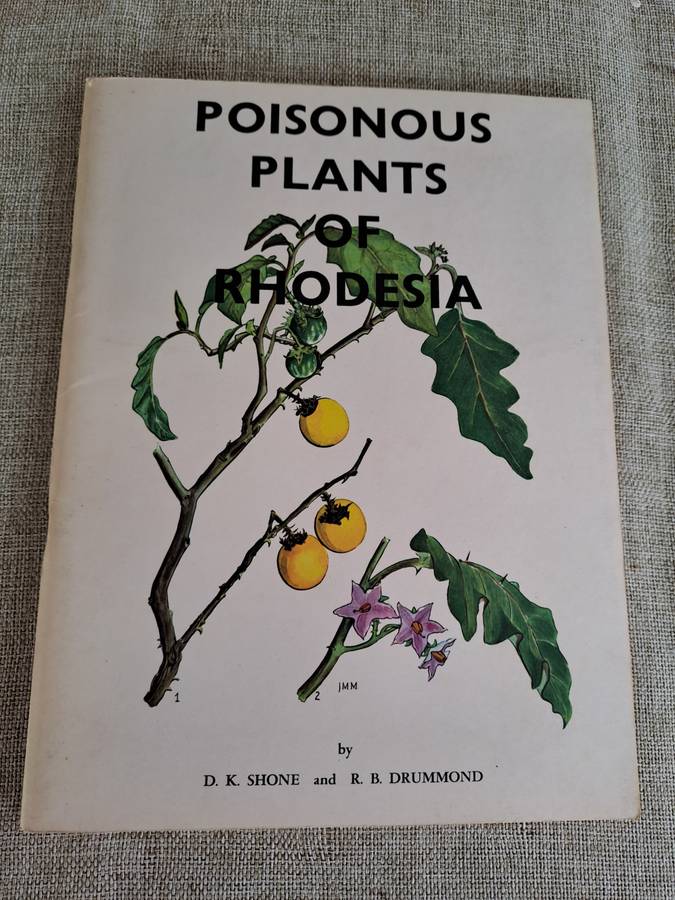 POISONOUS
PLANTS
OF
RHODESIA
1
2
JMM
by
D. K. SHONE and R. B. DRUMMOND